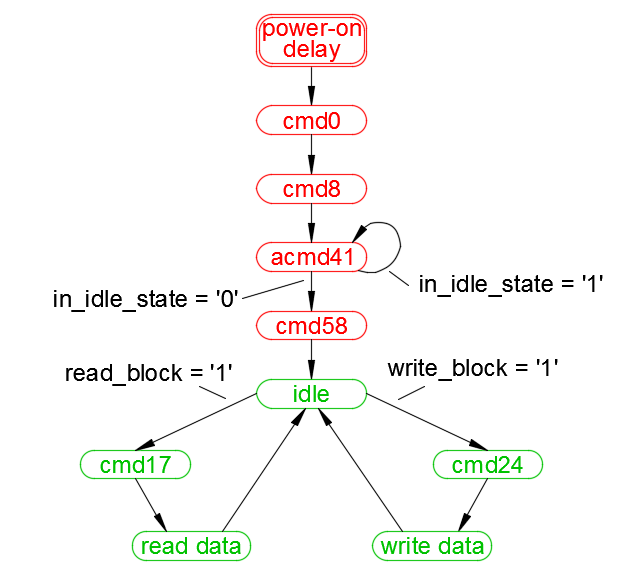 power-on
delay
cmd0
cmd8
acmd41
in_idle_state = '1'
in_idle_state = '0'
cmd58
read_block = '1'
write_block = '1'
idle
cmd17
cmd24
read data
write data